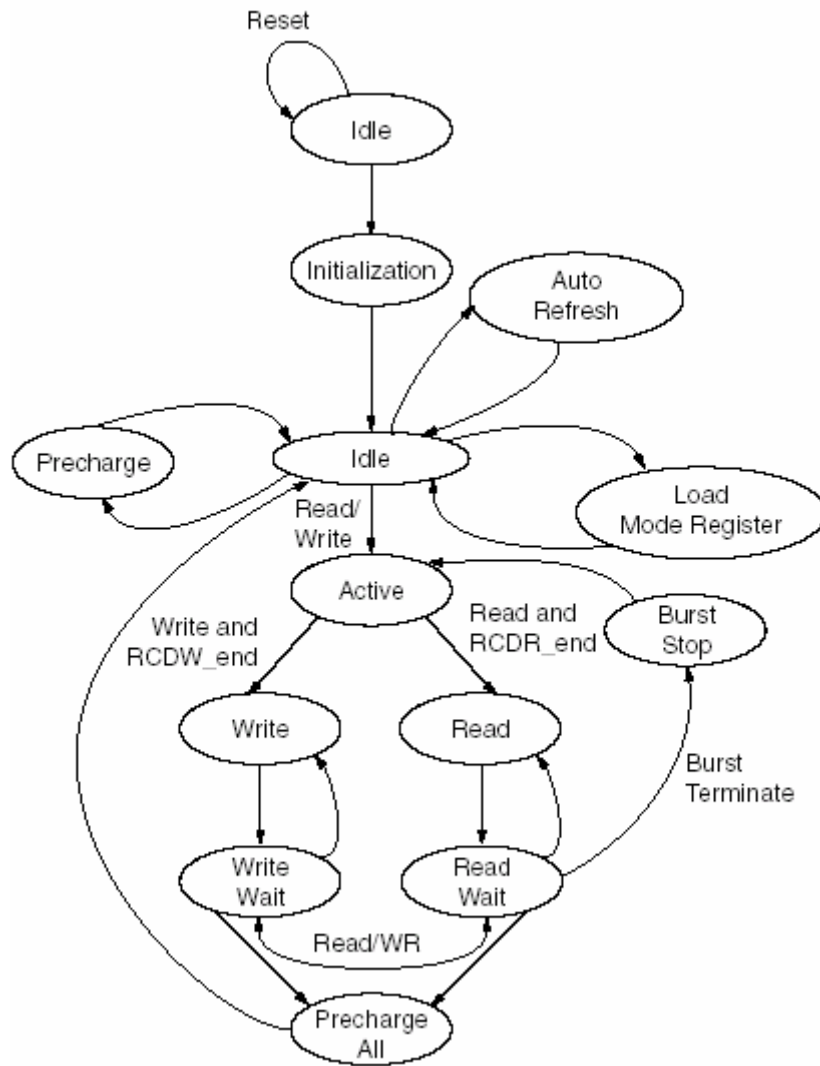 Reset
Idle
Initialization
Auto
Refresh
Precharge
Idle
Load
Mode Register
Read/
Write
Active
Write and
RCDW_end
Read and
RCDR_end
Burst
Stop
Write
Read
Burst
Terminate
Write
Wait
Read
Wait
Read/WR
Precharge
All